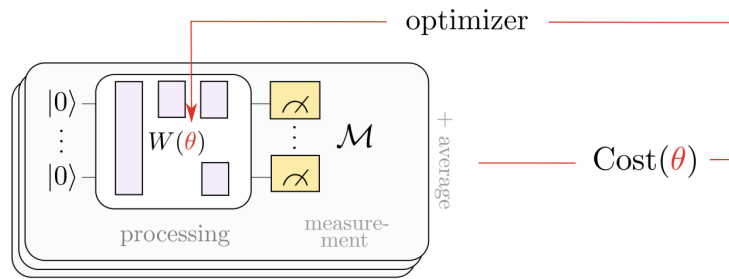 optimizer
|0⟩
W(θ)
ℳ
|0⟩
+ average
Cost(θ)
processing
measure-
ment